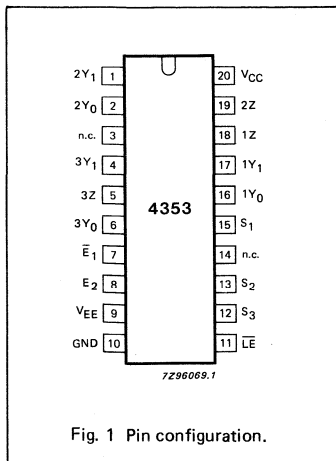 2Y1 1 20 VCC
2Y0 2 19 2Z
n.c. 3 18 1Z
3Y1 4 17 1Y1
3Z 5 16 1Y0
4353
3Y0 6 15 S1
E̅1 7 14 n.c.
E2 8 13 S2
VEE 9 12 S3
GND 10 11 L̅E̅
7Z96069.1
Fig. 1 Pin configuration.